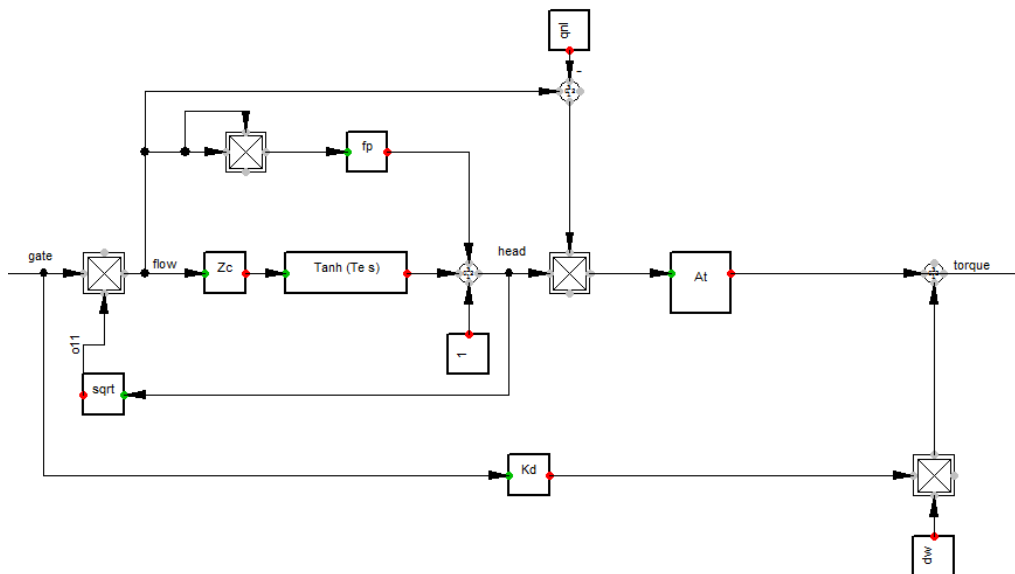 qnl
-
fp
gate
flow
Zc
Tanh (Te s)
head
At
torque
o11
sqrt
1
Kd
dw